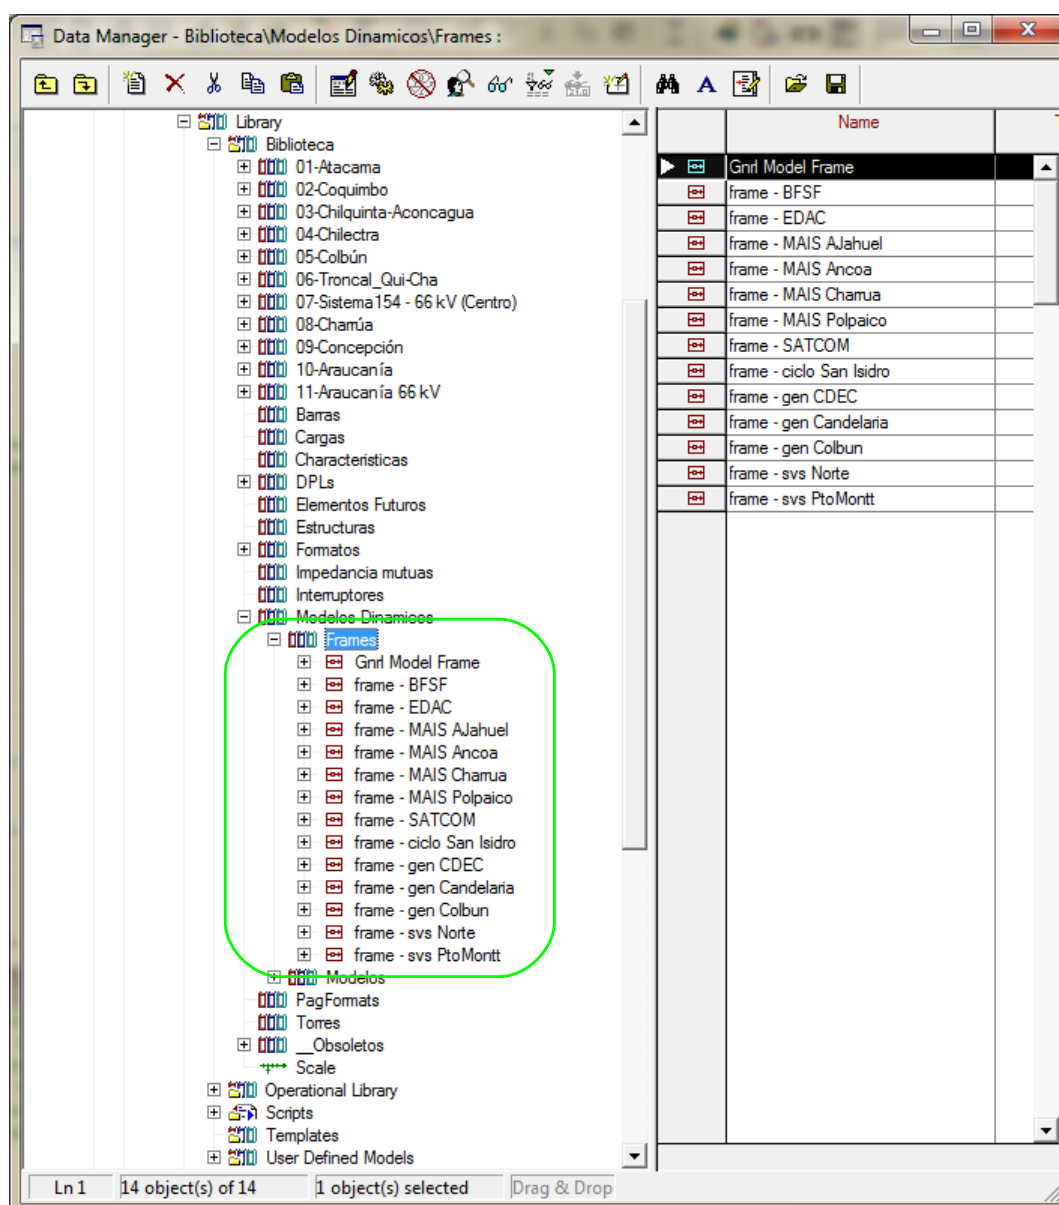 Data Manager - Biblioteca\Modelos Dinamicos\Frames :
Library
Biblioteca
01-Atacama
02-Coquimbo
03-Chilquinta-Aconcagua
04-Chilectra
05-Colbún
06-Troncal_Qui-Cha
07-Sistema154 - 66 kV (Centro)
08-Charrúa
09-Concepción
10-Araucanía
11-Araucanía 66 kV
Barras
Cargas
Characteristicas
DPLs
Elementos Futuros
Estructuras
Formatos
Impedancia mutuas
Interruptores
Modelos Dinamicos
Frames
Gnrl Model Frame
frame - BFSF
frame - EDAC
frame - MAIS AJahuel
frame - MAIS Ancoa
frame - MAIS Charrua
frame - MAIS Polpaico
frame - SATCOM
frame - ciclo San Isidro
frame - gen CDEC
frame - gen Candelaria
frame - gen Colbun
frame - svs Norte
frame - svs PtoMontt
Modelos
PagFormats
Torres
__Obsoletos
Scale
Operational Library
Scripts
Templates
User Defined Models
Name
Gnrl Model Frame
frame - BFSF
frame - EDAC
frame - MAIS AJahuel
frame - MAIS Ancoa
frame - MAIS Charrua
frame - MAIS Polpaico
frame - SATCOM
frame - ciclo San Isidro
frame - gen CDEC
frame - gen Candelaria
frame - gen Colbun
frame - svs Norte
frame - svs PtoMontt
Ln 1 14 object(s) of 14 1 object(s) selected Drag & Drop